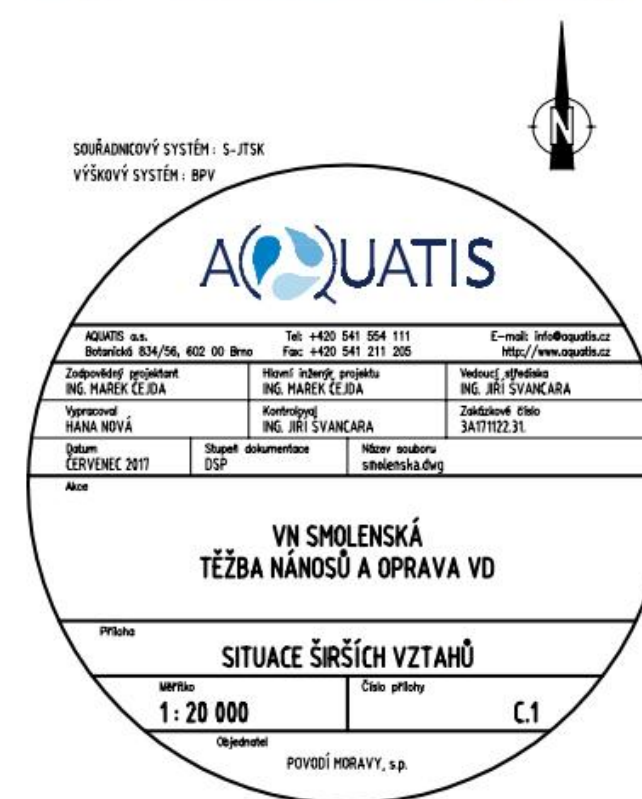 N
SOUŘADNICOVÝ SYSTÉM : S-JTSK
VÝŠKOVÝ SYSTÉM : BPV
AQUATIS
AQUATIS a.s. Tel: +420 541 554 111 E-mail: info@aquatis.cz
Botanická 834/56, 602 00 Brno Fax: +420 541 211 205 http://www.aquatis.cz
Zodpovědný projektant Hlavní inženýr projektu Vedoucí střediska
ING. MAREK ČEJDA ING. MAREK ČEJDA ING. JIŘÍ ŠVANCARA
Vypracoval Kontroloval Zakázkové číslo
HANA NOVÁ ING. JIŘÍ ŠVANCARA 3A171122.31.
Datum Stupeň dokumentace Název souboru
ČERVENEC 2017 DSP smolenska.dwg
Akce
VN SMOLENSKÁ
TĚŽBA NÁNOSŮ A OPRAVA VD
Příloha
SITUACE ŠIRŠÍCH VZTAHŮ
Měřítko Číslo přílohy
1 : 20 000 C.1
Objednatel
POVODÍ MORAVY, s.p.